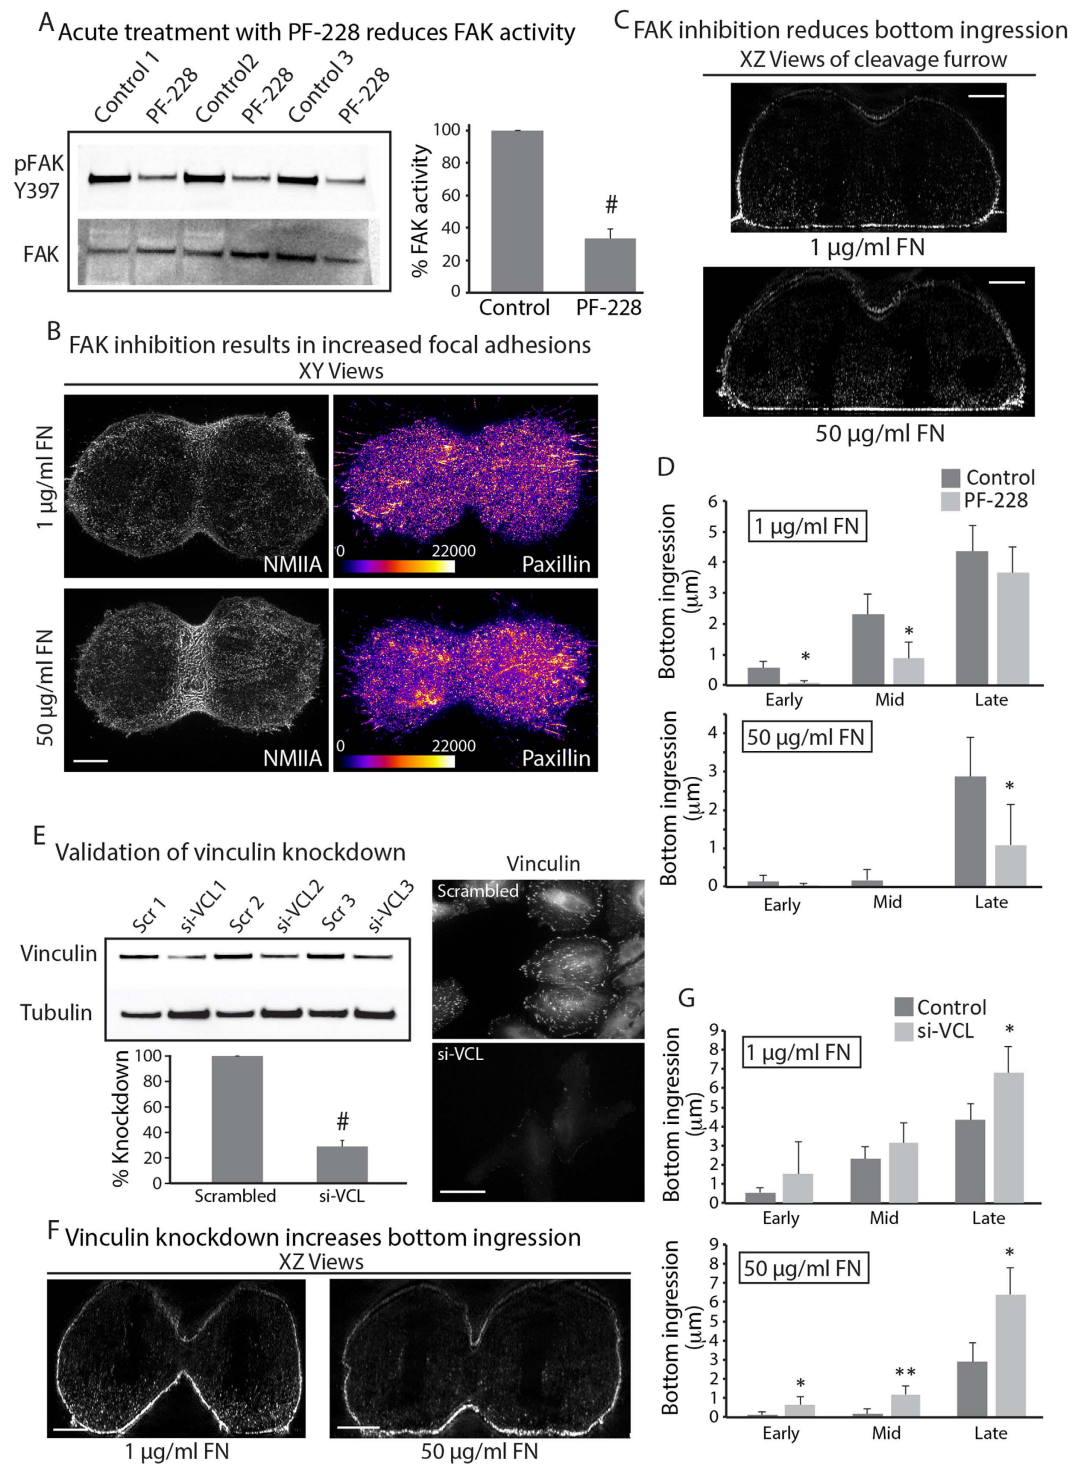 A Acute treatment with PF-228 reduces FAK activity
Control 1
PF-228
Control2
PF-228
Control 3
PF-228
pFAK
Y397
FAK
% FAK activity
100
80
60
40
20
0
#
Control
PF-228
B FAK inhibition results in increased focal adhesions
XY Views
1 µg/ml FN
NMIIA
0
22000
Paxillin
50 µg/ml FN
NMIIA
0
22000
Paxillin
C FAK inhibition reduces bottom ingression
XZ Views of cleavage furrow
1 µg/ml FN
50 µg/ml FN
D
Control
PF-228
1 µg/ml FN
Bottom ingression
(µm)
6
5
4
3
2
1
0
*
*
Early
Mid
Late
50 µg/ml FN
Bottom ingression
(µm)
4
3
2
1
0
*
Early
Mid
Late
E Validation of vinculin knockdown
Scr 1
si-VCL1
Scr 2
si-VCL2
Scr 3
si-VCL3
Vinculin
Tubulin
% Knockdown
100
80
60
40
20
0
#
Scrambled
si-VCL
Vinculin
Scrambled
si-VCL
F Vinculin knockdown increases bottom ingression
XZ Views
1 µg/ml FN
50 µg/ml FN
G
Control
si-VCL
1 µg/ml FN
Bottom ingression
(µm)
9
8
7
6
5
4
3
2
1
0
*
Early
Mid
Late
50 µg/ml FN
Bottom ingression
(µm)
9
8
7
6
5
4
3
2
1
0
*
**
*
Early
Mid
Late